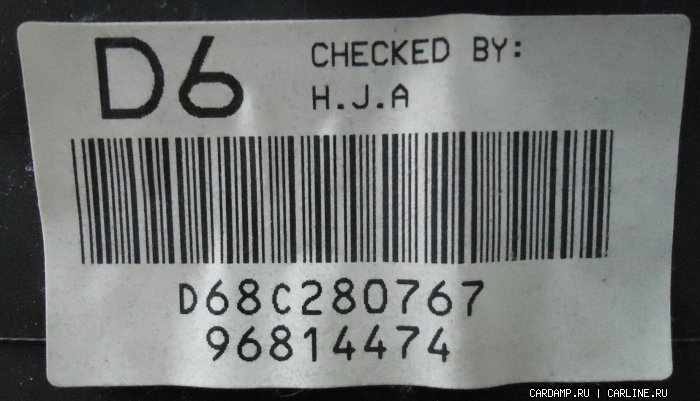 D6
CHECKED BY:
H.J.A
D68C280767
96814474
CARDAMP.RU | CARLINE.RU